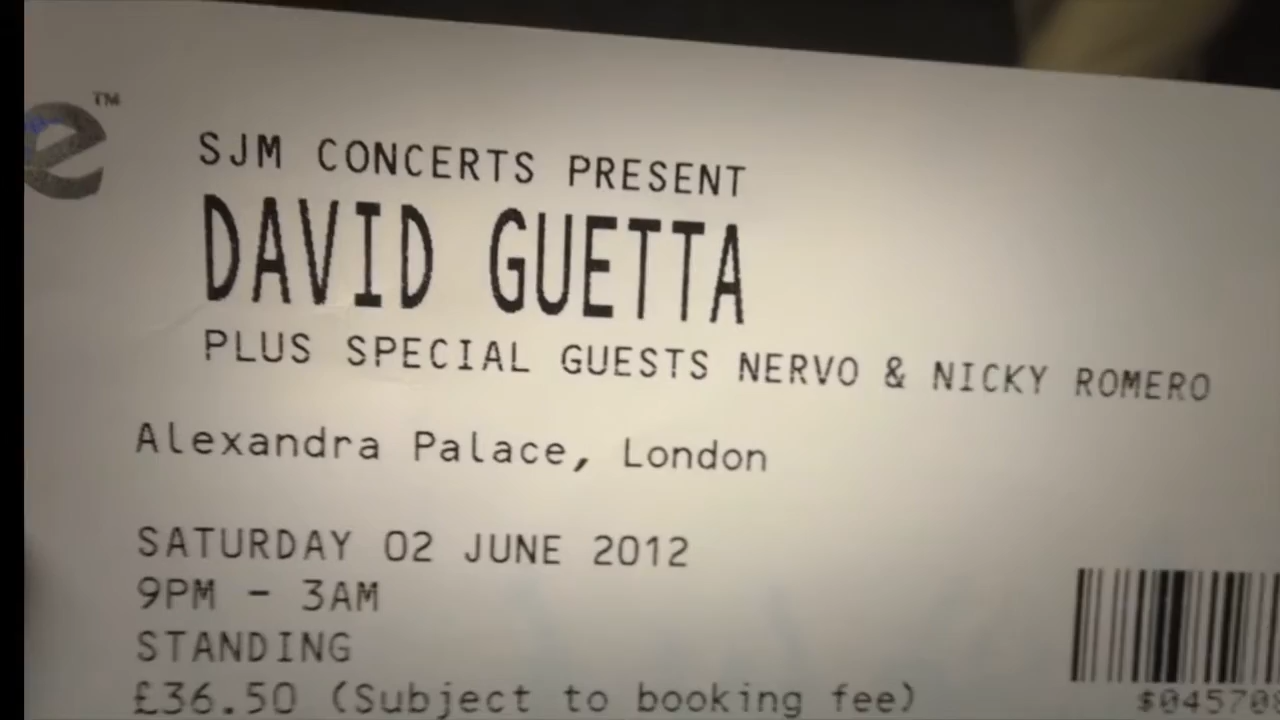 e™
SJM CONCERTS PRESENT
DAVID GUETTA
PLUS SPECIAL GUESTS NERVO & NICKY ROMERO
Alexandra Palace, London
SATURDAY 02 JUNE 2012
9PM - 3AM
STANDING
£36.50 (Subject to booking fee)